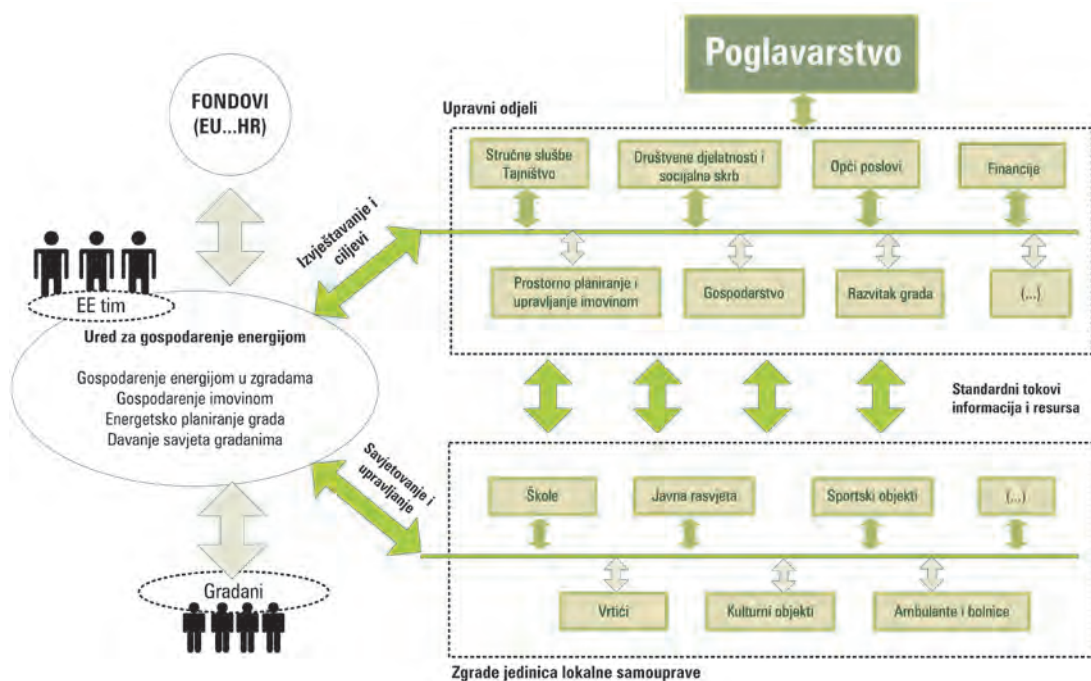 Poglavarstvo
FONDOVI
(EU...HR)
Upravni odjeli
Stručne službe
Tajništvo
Društvene djelatnosti i
socijalna skrb
Opći poslovi
Financije
Izvještavanje i
ciljevi
Prostorno planiranje i
upravljanje imovinom
Gospodarstvo
Razvitak grada
(...)
EE tim
Ured za gospodarenje energijom
Gospodarenje energijom u zgradama
Gospodarenje imovinom
Energetsko planiranje grada
Davanje savjeta građanima
Standardni tokovi
informacija i resursa
Savjetovanje i
upravljanje
Škole
Javna rasvjeta
Sportski objekti
(...)
Građani
Vrtići
Kulturni objekti
Ambulante i bolnice
Zgrade jedinica lokalne samouprave